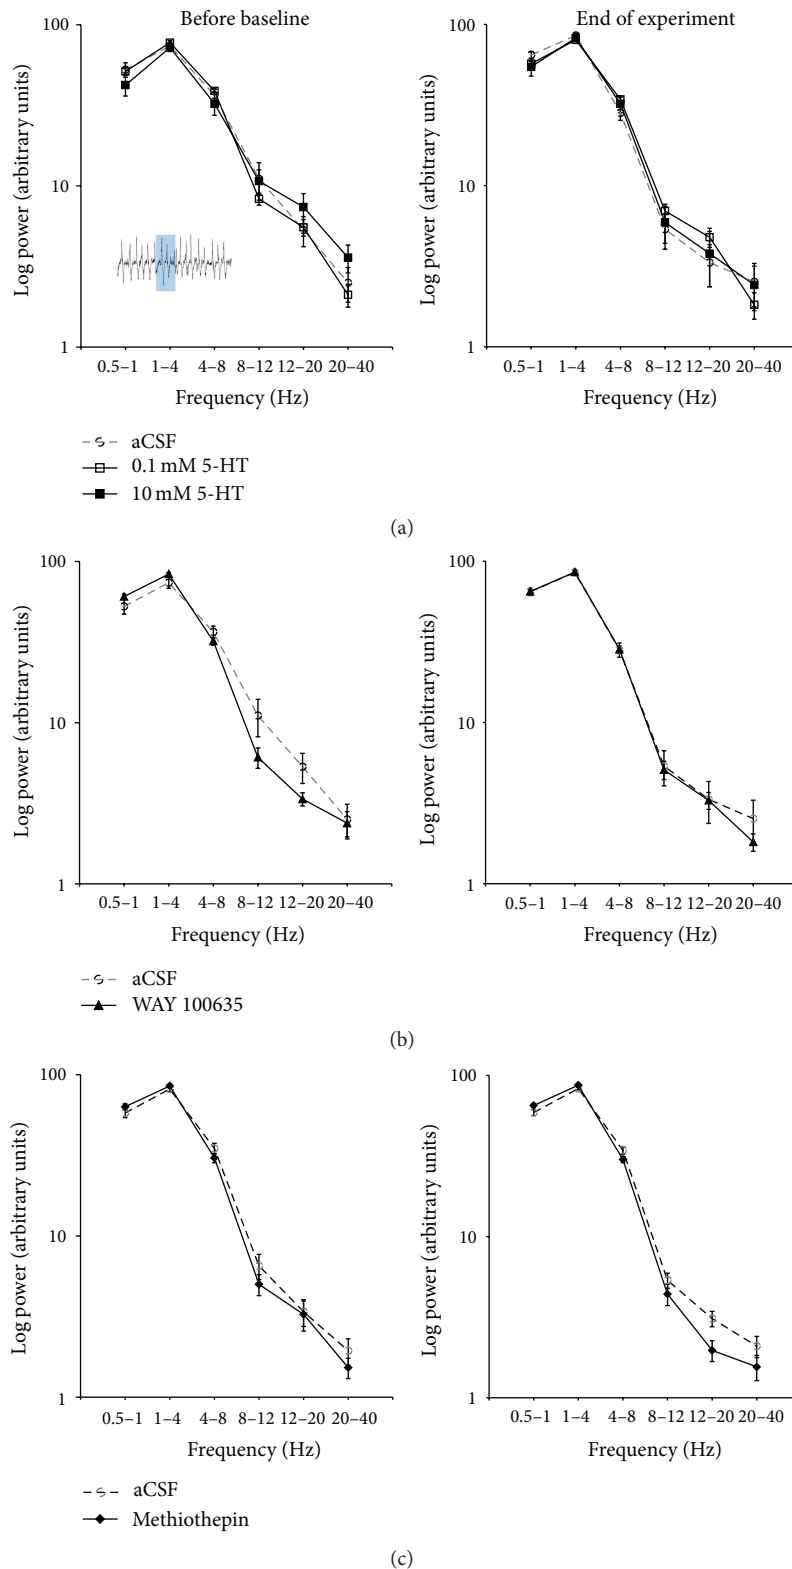 Before baseline
End of experiment
Log power (arbitrary units)
100
10
1
0.5–1 1–4 4–8 8–12 12–20 20–40
Frequency (Hz)
Log power (arbitrary units)
100
10
1
0.5–1 1–4 4–8 8–12 12–20 20–40
Frequency (Hz)
aCSF
0.1 mM 5-HT
10 mM 5-HT
(a)
Log power (arbitrary units)
100
10
1
0.5–1 1–4 4–8 8–12 12–20 20–40
Frequency (Hz)
Log power (arbitrary units)
100
10
1
0.5–1 1–4 4–8 8–12 12–20 20–40
Frequency (Hz)
aCSF
WAY 100635
(b)
Log power (arbitrary units)
100
10
1
0.5–1 1–4 4–8 8–12 12–20 20–40
Frequency (Hz)
Log power (arbitrary units)
100
10
1
0.5–1 1–4 4–8 8–12 12–20 20–40
Frequency (Hz)
aCSF
Methiothepin
(c)